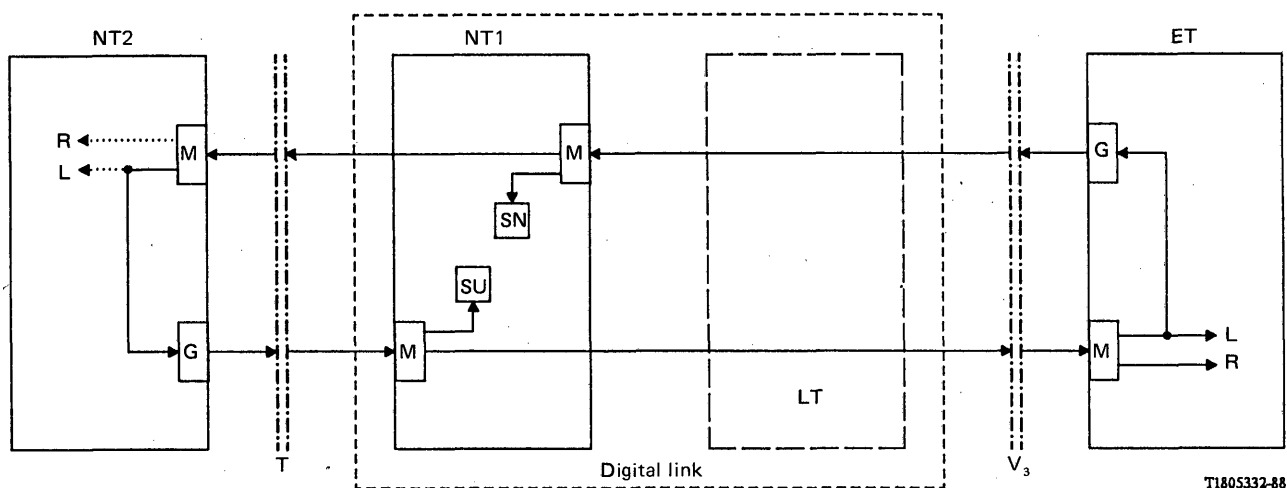 NT2
NT1
ET
R
L
M
M
G
SN
SU
G
M
M
L
R
LT
T
Digital link
V₃
T1805332-88